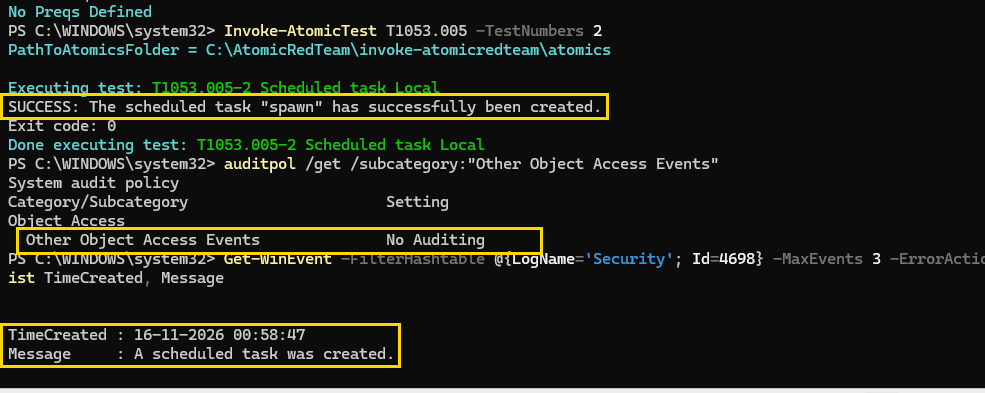 No Preqs Defined
PS C:\WINDOWS\system32> Invoke-AtomicTest T1053.005 -TestNumbers 2
PathToAtomicsFolder = C:\AtomicRedTeam\invoke-atomicredteam\atomics
Executing test: T1053.005-2 Scheduled task Local
SUCCESS: The scheduled task "spawn" has successfully been created.
Exit code: 0
Done executing test: T1053.005-2 Scheduled task Local
PS C:\WINDOWS\system32> auditpol /get /subcategory:"Other Object Access Events"
System audit policy
Category/Subcategory Setting
Object Access
Other Object Access Events No Auditing
PS C:\WINDOWS\system32> Get-WinEvent -FilterHashtable @{LogName='Security'; Id=4698} -MaxEvents 3 -ErrorActio
ist TimeCreated, Message
TimeCreated : 16-11-2026 00:58:47
Message : A scheduled task was created.